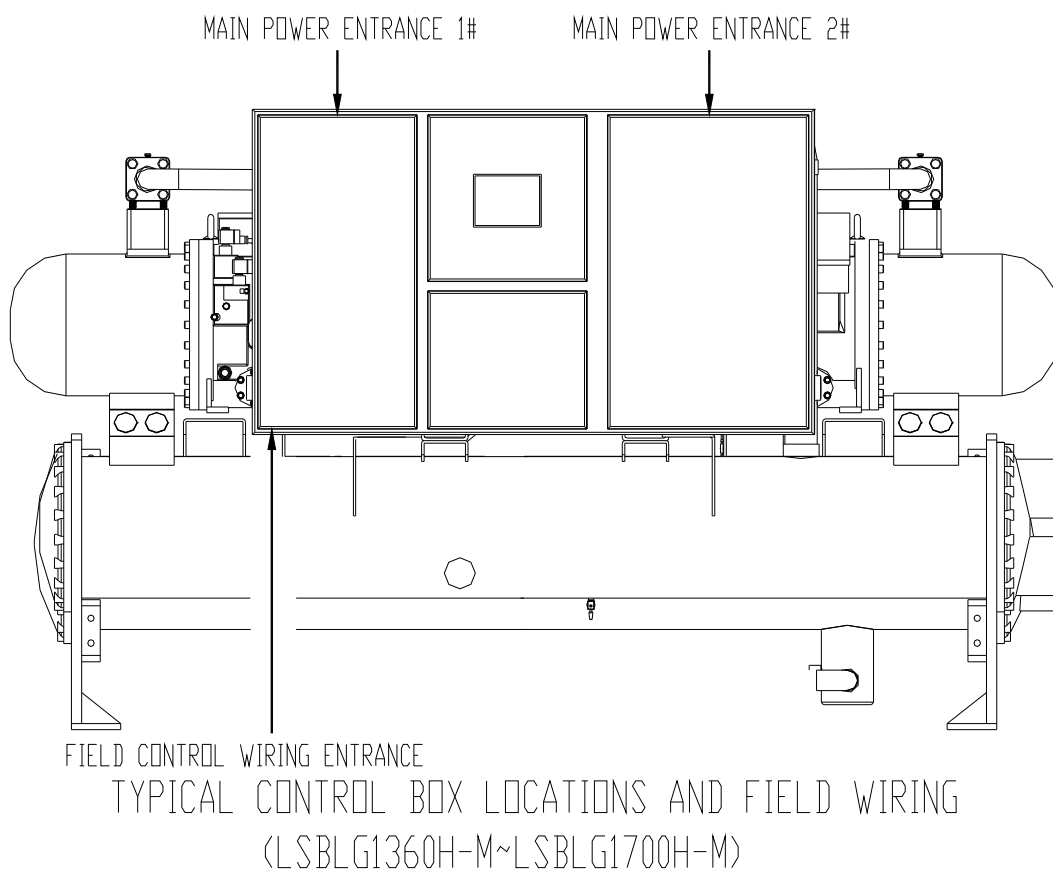 MAIN POWER ENTRANCE 1# MAIN POWER ENTRANCE 2#
FIELD CONTROL WIRING ENTRANCE
TYPICAL CONTROL BOX LOCATIONS AND FIELD WIRING
(LSBLG1360H-M~LSBLG1700H-M)